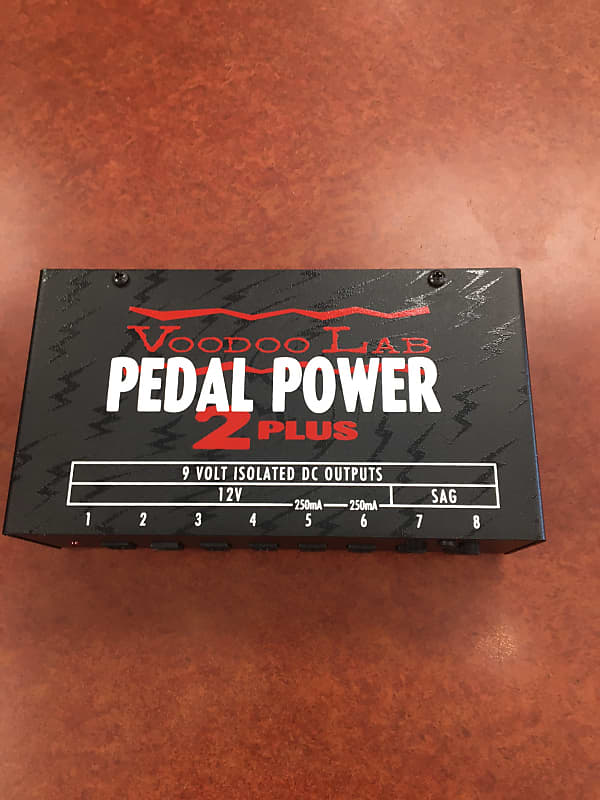 VOODOO LAB
PEDAL POWER
2 PLUS
9 VOLT ISOLATED DC OUTPUTS
12V 250mA 250mA SAG
1 2 3 4 5 6 7 8